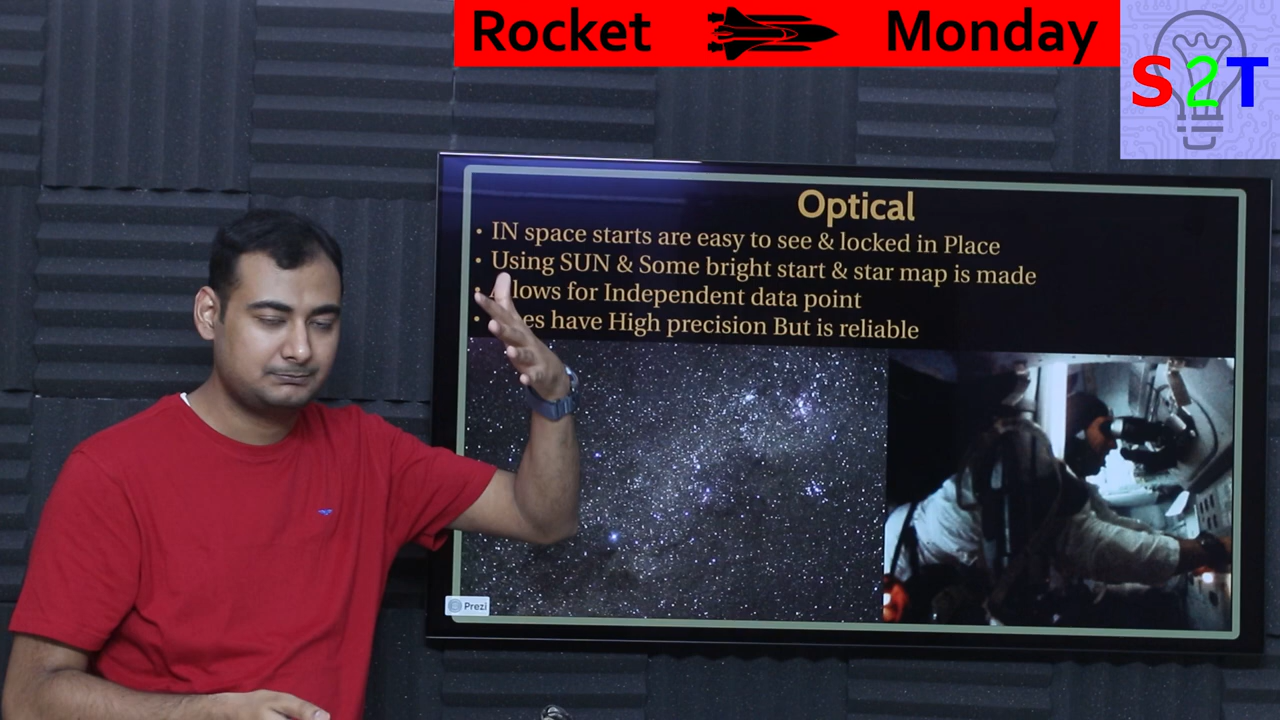 Rocket Monday
S2T
Optical
• IN space starts are easy to see & locked in Place
• Using SUN & Some bright start & star map is made
• lows for Independent data point
• es have High precision But is reliable
Prezi